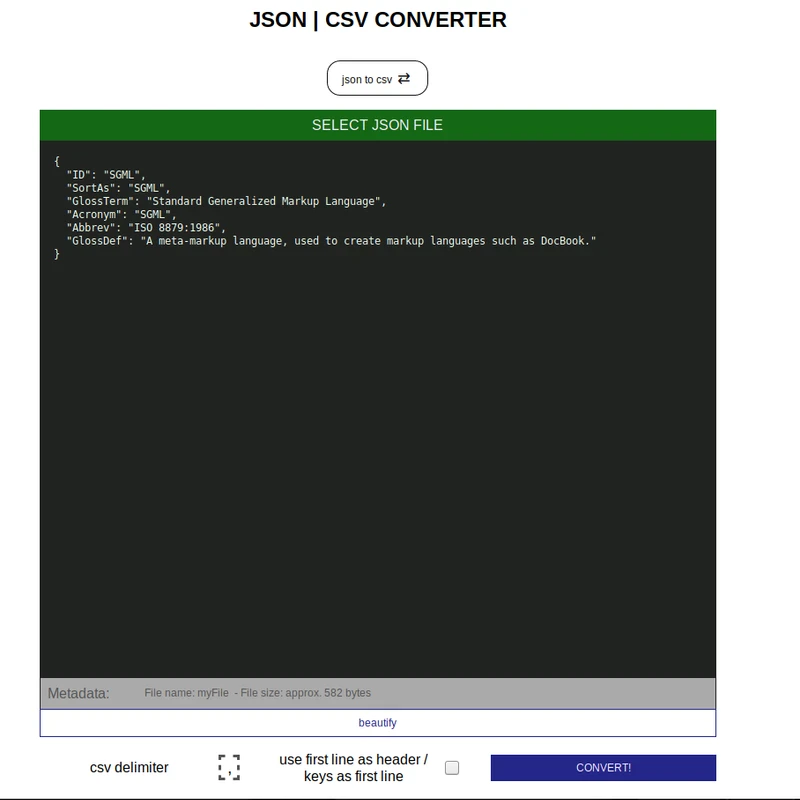 JSON | CSV CONVERTER
json to csv ⇄
SELECT JSON FILE
{
  "ID": "SGML",
  "SortAs": "SGML",
  "GlossTerm": "Standard Generalized Markup Language",
  "Acronym": "SGML",
  "Abbrev": "ISO 8879:1986",
  "GlossDef": "A meta-markup language, used to create markup languages such as DocBook."
}
Metadata: File name: myFile - File size: approx. 582 bytes
beautify
csv delimiter
,
use first line as header /
keys as first line
CONVERT!